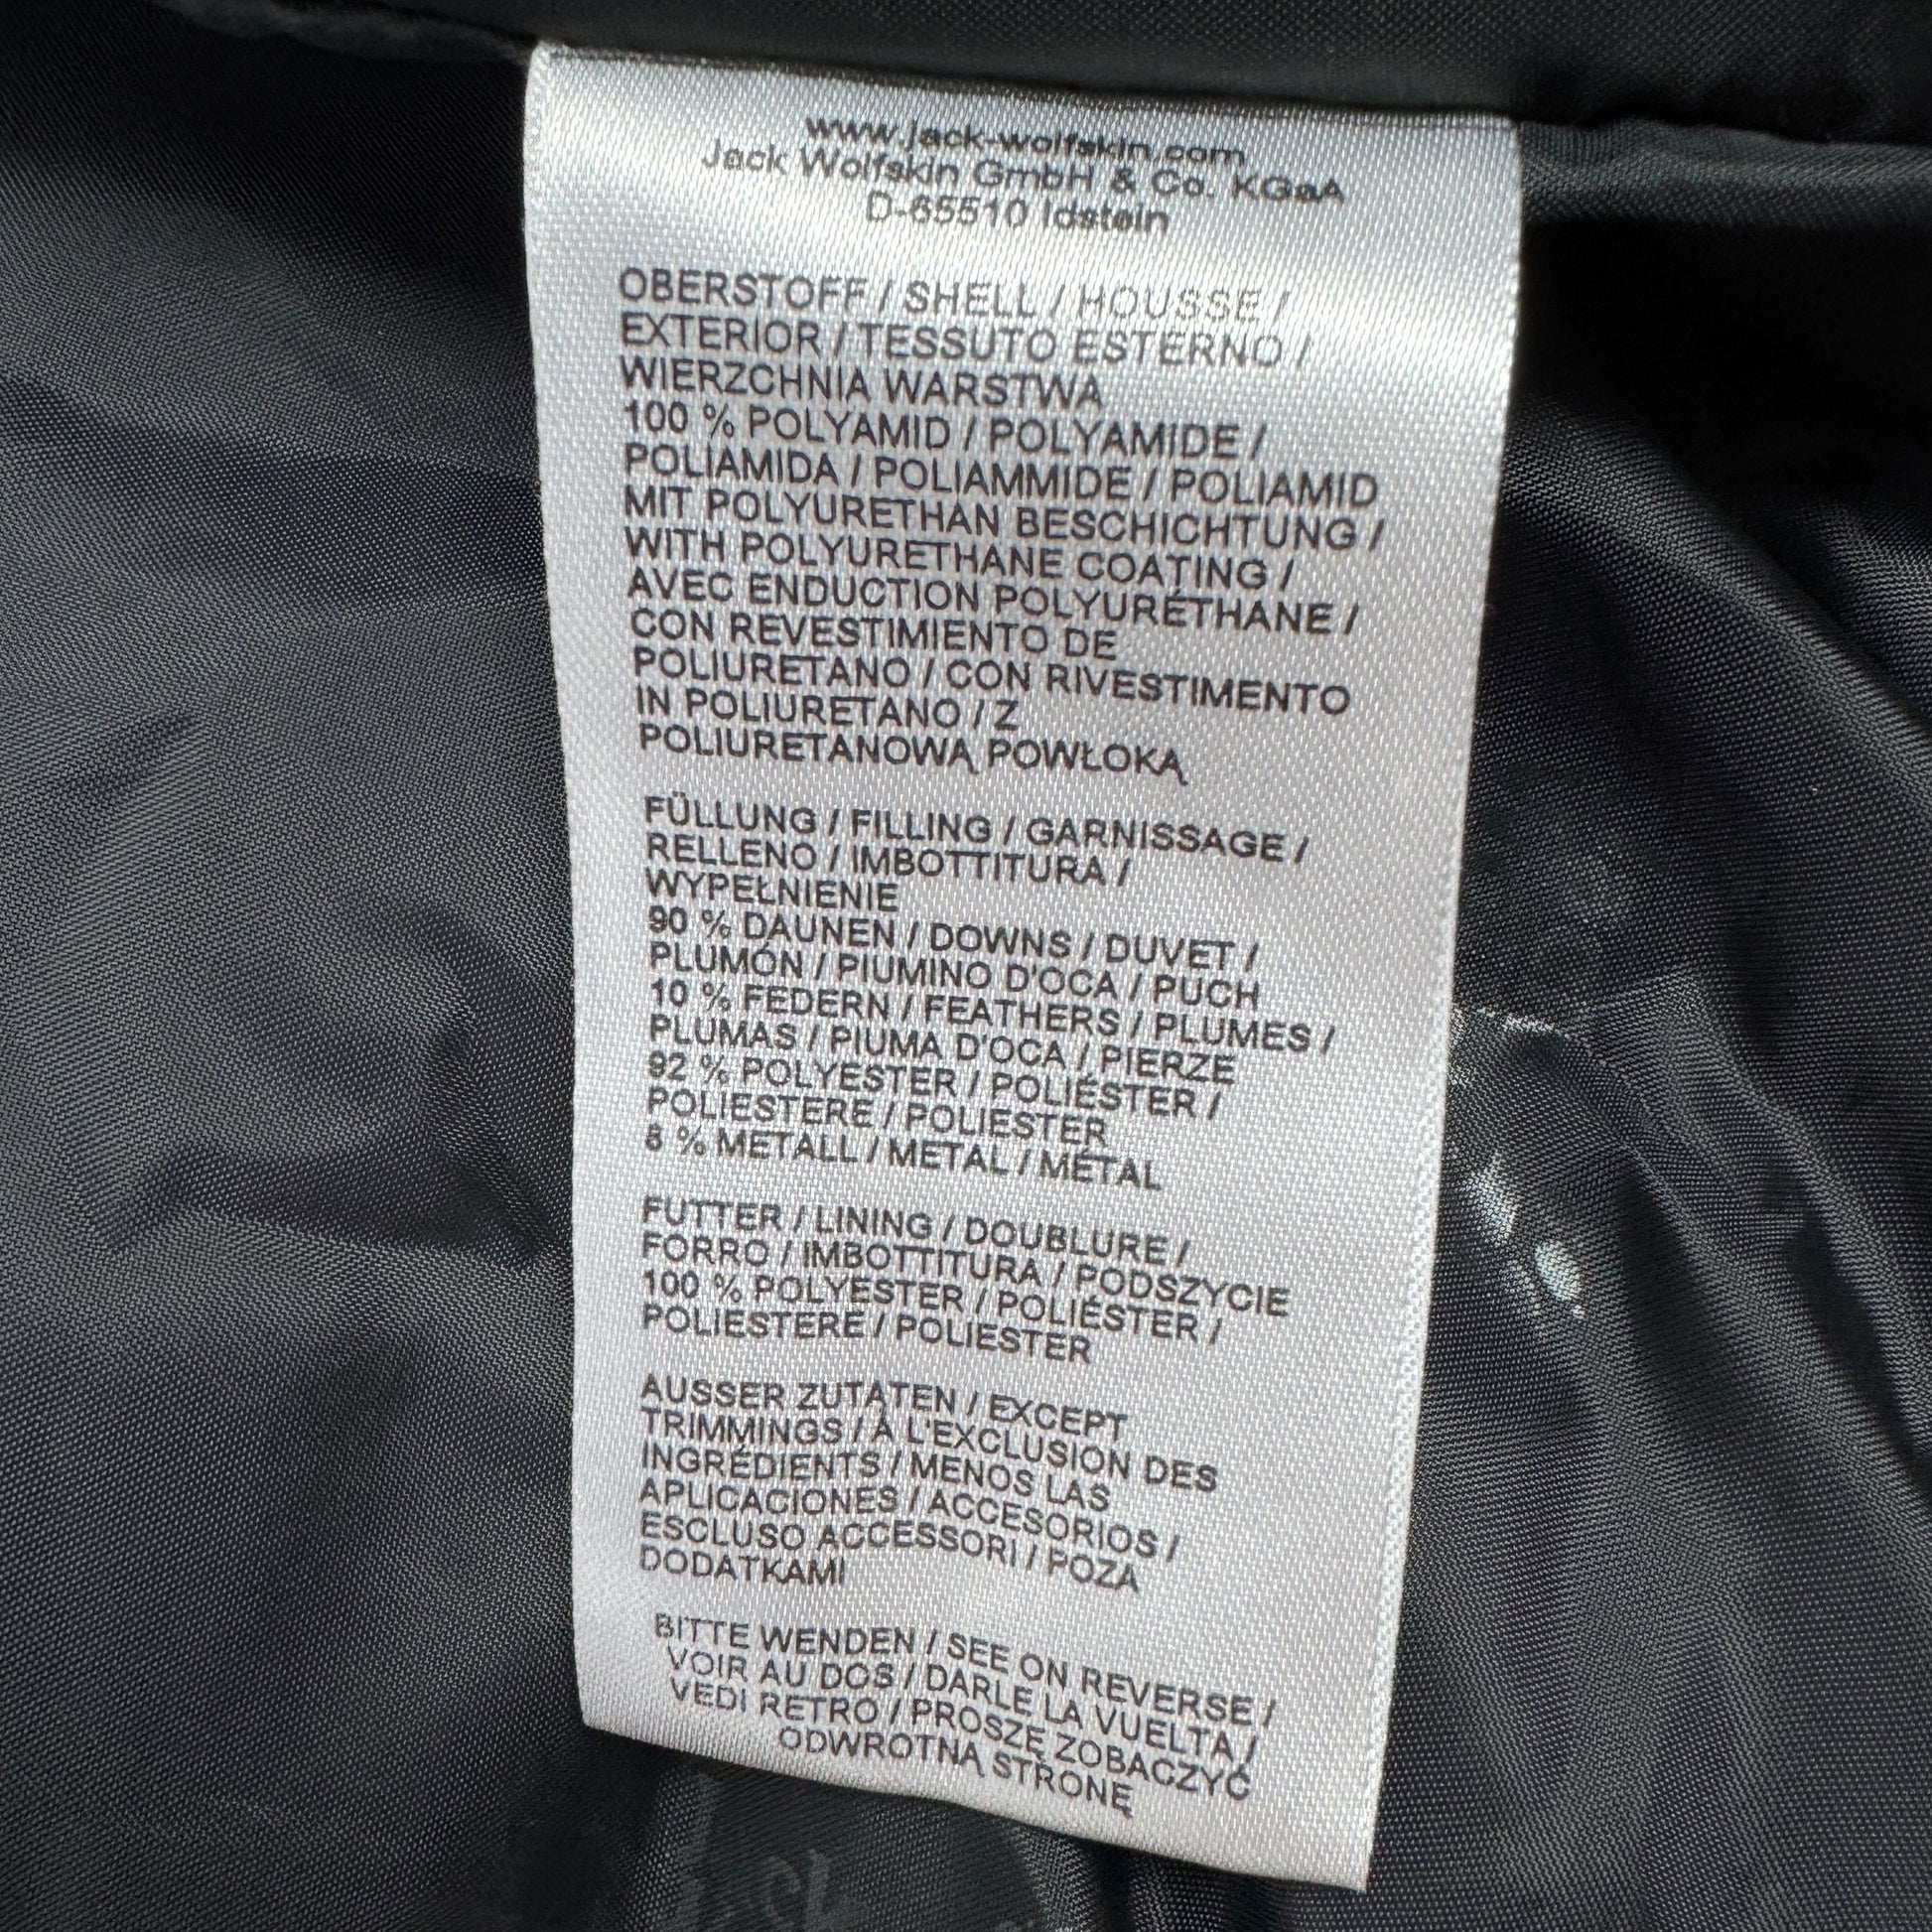 www.jack-wolfskin.com
Jack Wolfskin GmbH & Co. KGaA
D-65510 Idstein
OBERSTOFF / SHELL / HOUSSE /
EXTERIOR / TESSUTO ESTERNO /
WIERZCHNIA WARSTWA
100 % POLYAMID / POLYAMIDE /
POLIAMIDA / POLIAMMIDE / POLIAMID
MIT POLYURETHAN BESCHICHTUNG /
WITH POLYURETHANE COATING /
AVEC ENDUCTION POLYURÉTHANE /
CON REVESTIMIENTO DE
POLIURETANO / CON RIVESTIMENTO
IN POLIURETANO / Z
POLIURETANOWĄ POWŁOKĄ
FÜLLUNG / FILLING / GARNISSAGE /
RELLENO / IMBOTTITURA /
WYPEŁNIENIE
90 % DAUNEN / DOWNS / DUVET /
PLUMÓN / PIUMINO D'OCA / PUCH
10 % FEDERN / FEATHERS / PLUMES /
PLUMAS / PIUMA D'OCA / PIERZE
92 % POLYESTER / POLIÉSTER /
POLIESTERE / POLIESTER
8 % METALL / METAL / MÉTAL
FUTTER / LINING / DOUBLURE /
FORRO / IMBOTTITURA / PODSZYCIE
100 % POLYESTER / POLIÉSTER /
POLIESTERE / POLIESTER
AUSSER ZUTATEN / EXCEPT
TRIMMINGS / À L'EXCLUSION DES
INGRÉDIENTS / MENOS LAS
APLICACIONES / ACCESORIOS /
ESCLUSO ACCESSORI / POZA
DODATKAMI
BITTE WENDEN / SEE ON REVERSE /
VOIR AU DOS / DARLE LA VUELTA /
VEDI RETRO / PROSZĘ ZOBACZYĆ
ODWROTNĄ STRONĘ